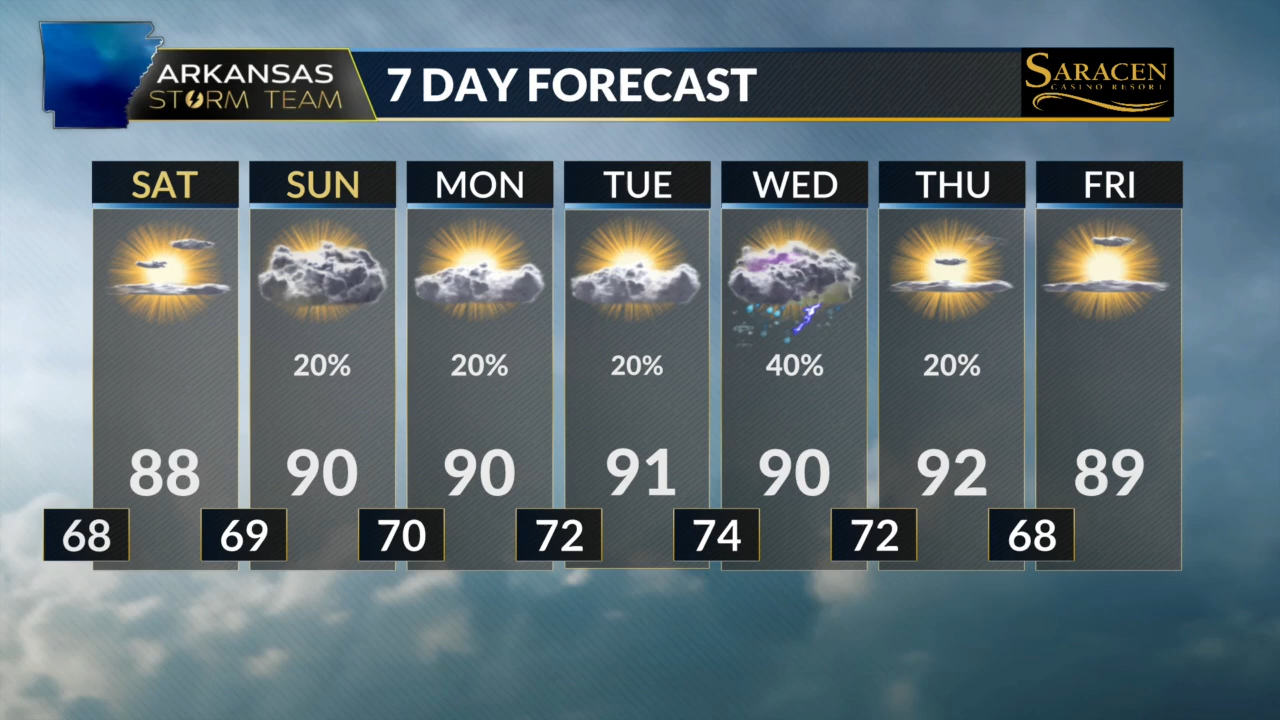 ARKANSAS
STORM TEAM
7 DAY FORECAST
SARACEN
CASINO RESORT
SAT SUN MON TUE WED THU FRI
20% 20% 20% 40% 20%
88 90 90 91 90 92 89
68 69 70 72 74 72 68